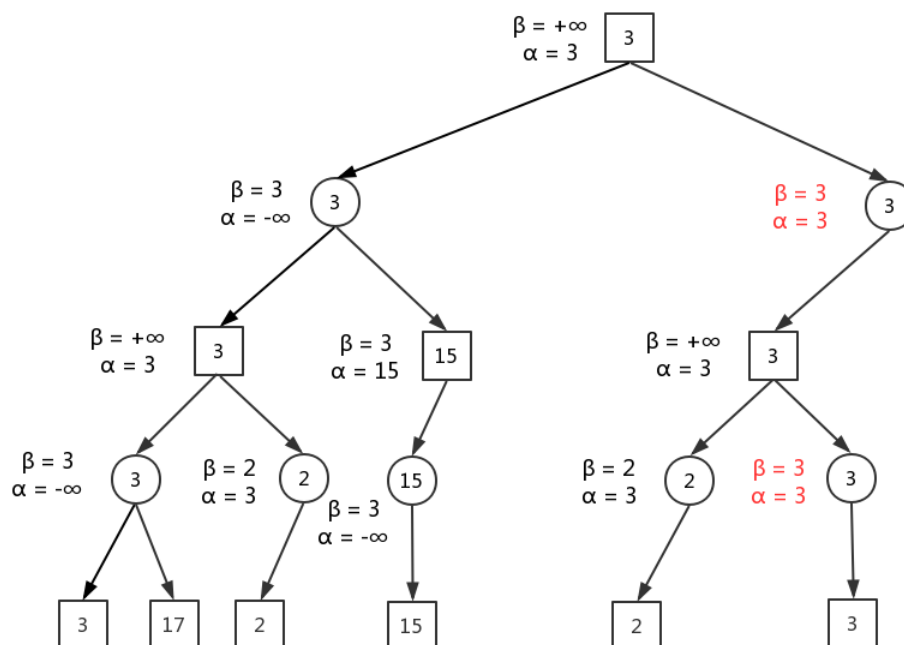 β = +∞
α = 3
3
β = 3
α = -∞
3
β = 3
α = 3
3
β = +∞
α = 3
3
β = 3
α = 15
15
β = +∞
α = 3
3
β = 3
α = -∞
3
β = 2
α = 3
2
15
β = 3
α = -∞
β = 2
α = 3
2
β = 3
α = 3
3
3
17
2
15
2
3